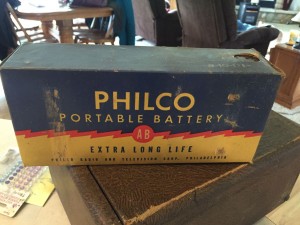 PHILCO
PORTABLE BATTERY
AB
EXTRA LONG LIFE
PHILCO RADIO AND TELEVISION CORP. PHILADELPHIA